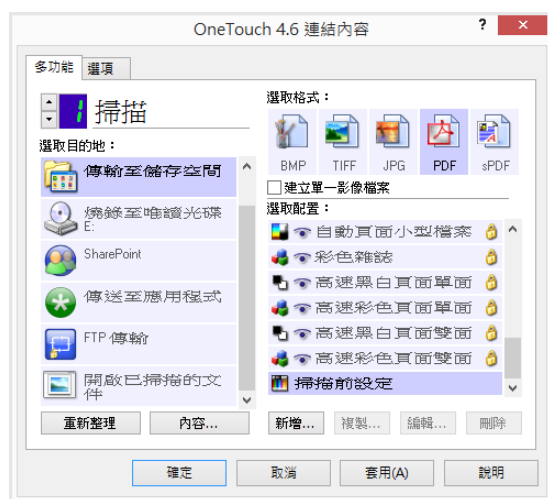 OneTouch 4.6 連結內容
多功能 選項
1 掃描
選取目的地：
傳輸至儲存空間
燒錄至唯讀光碟
E:
SharePoint
傳送至應用程式
FTP 傳輸
開啟已掃描的文
件
重新整理 內容...
選取格式：
BMP TIFF JPG PDF sPDF
建立單一影像檔案
選取配置：
自動頁面小型檔案
彩色雜誌
高速黑白頁面單面
高速彩色頁面單面
高速黑白頁面雙面
高速彩色頁面雙面
掃描前設定
新增... 複製... 編輯... 刪除
確定 取消 套用(A) 說明